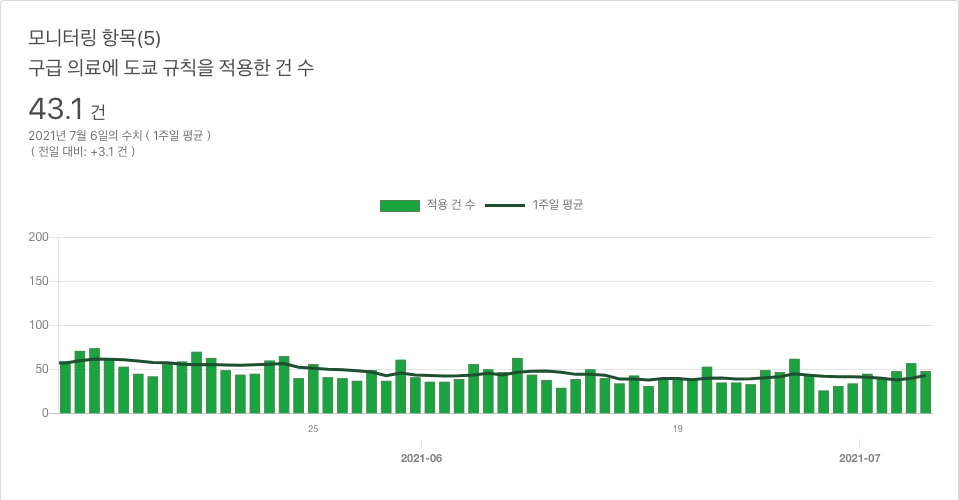 모니터링 항목(5)
구급 의료에 도쿄 규칙을 적용한 건 수
43.1 건
2021년 7월 6일의 수치 ( 1주일 평균 )
( 전일 대비: +3.1 건 )
적용 건 수 1주일 평균
200
150
100
50
0
25 19
2021-06 2021-07